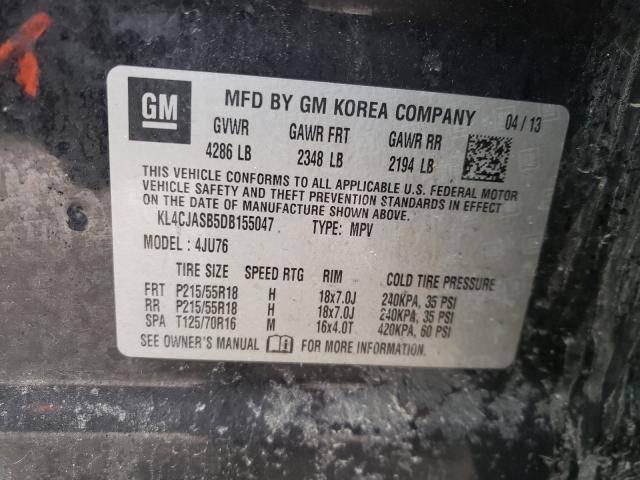 GM
MFD BY GM KOREA COMPANY 04 / 13
GVWR GAWR FRT GAWR RR
4286 LB 2348 LB 2194 LB
THIS VEHICLE CONFORMS TO ALL APPLICABLE U.S. FEDERAL MOTOR
VEHICLE SAFETY AND THEFT PREVENTION STANDARDS IN EFFECT
ON THE DATE OF MANUFACTURE SHOWN ABOVE.
KL4CJASB5DB155047 TYPE: MPV
MODEL : 4JU76
TIRE SIZE SPEED RTG RIM COLD TIRE PRESSURE
FRT P215/55R18 H 18x7.0J 240KPA, 35 PSI
RR P215/55R18 H 18x7.0J 240KPA, 35 PSI
SPA T125/70R16 M 16x4.0T 420KPA, 60 PSI
SEE OWNER'S MANUAL FOR MORE INFORMATION.